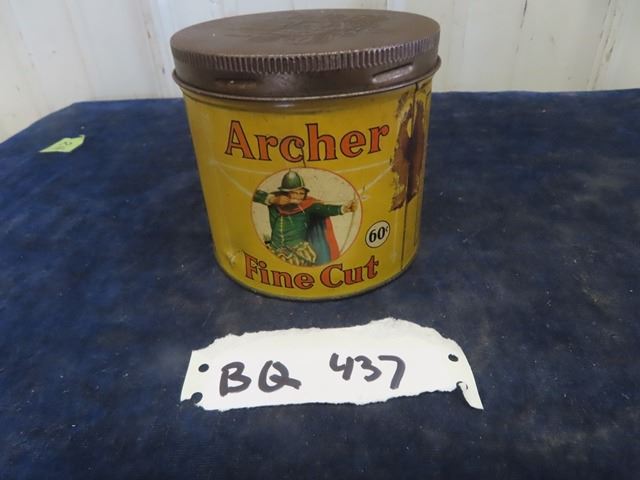 Archer
60¢
Fine Cut
BQ 437